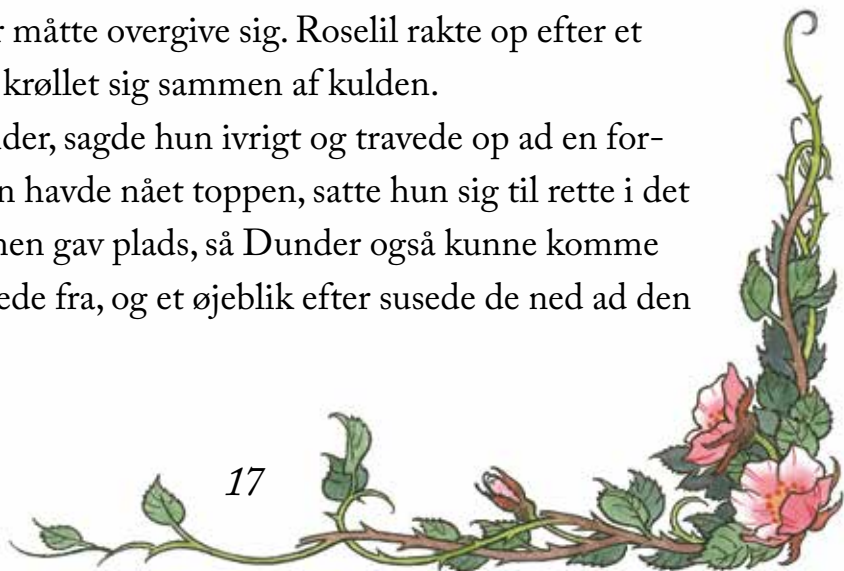 r måtte overgive sig. Roselil rakte op efter et
krøllet sig sammen af kulden.
der, sagde hun ivrigt og travede op ad en for-
n havde nået toppen, satte hun sig til rette i det
nen gav plads, så Dunder også kunne komme
ede fra, og et øjeblik efter susede de ned ad den
17